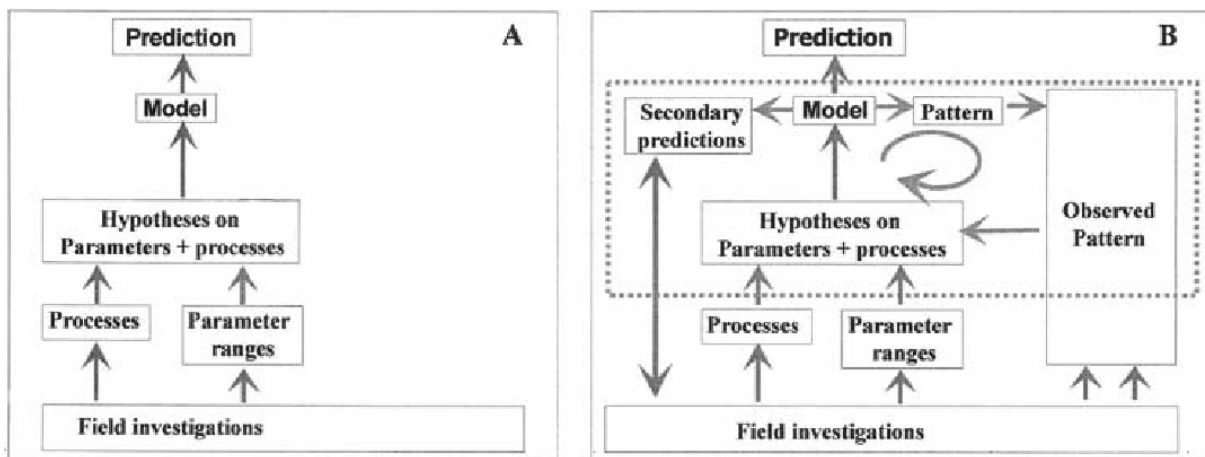 A
Prediction
Model
Hypotheses on
Parameters + processes
Processes
Parameter
ranges
Field investigations
B
Prediction
Secondary
predictions
Model
Pattern
Hypotheses on
Parameters + processes
Observed
Pattern
Processes
Parameter
ranges
Field investigations